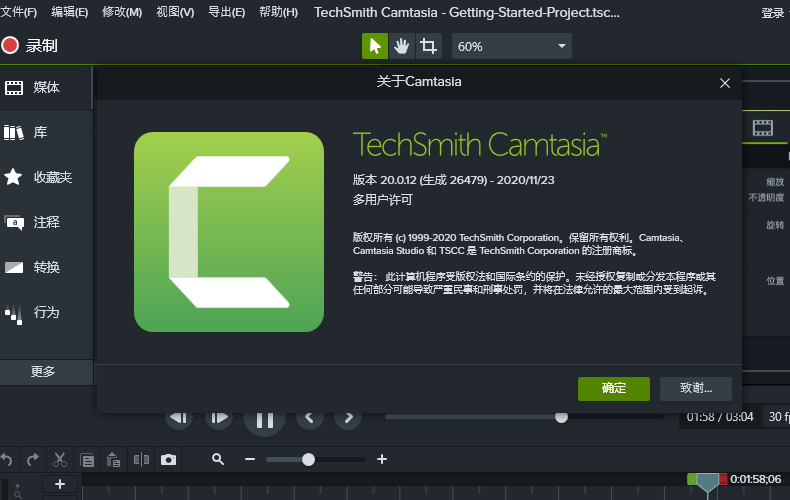 文件(F) 编辑(E) 修改(M) 视图(V) 导出(E) 帮助(H) TechSmith Camtasia - Getting-Started-Project.tsc... 登录
录制 60%
关于Camtasia
媒体
库
收藏夹
注释
a
转换
行为
更多
TechSmith Camtasia™
版本 20.0.12 (生成 26479) - 2020/11/23
多用户许可
版权所有 (c) 1999-2020 TechSmith Corporation。保留所有权利。Camtasia、
Camtasia Studio 和 TSCC 是 TechSmith Corporation 的注册商标。
警告： 此计算机程序受版权法和国际条约的保护。未经授权复制或分发本程序或其
任何部分可能导致严重民事和刑事处罚，并将在法律允许的最大范围内受到起诉。
缩放
不透明度
旋转
位置
确定 致谢...
01:58 / 03:04 30 fp
0:01:58;06